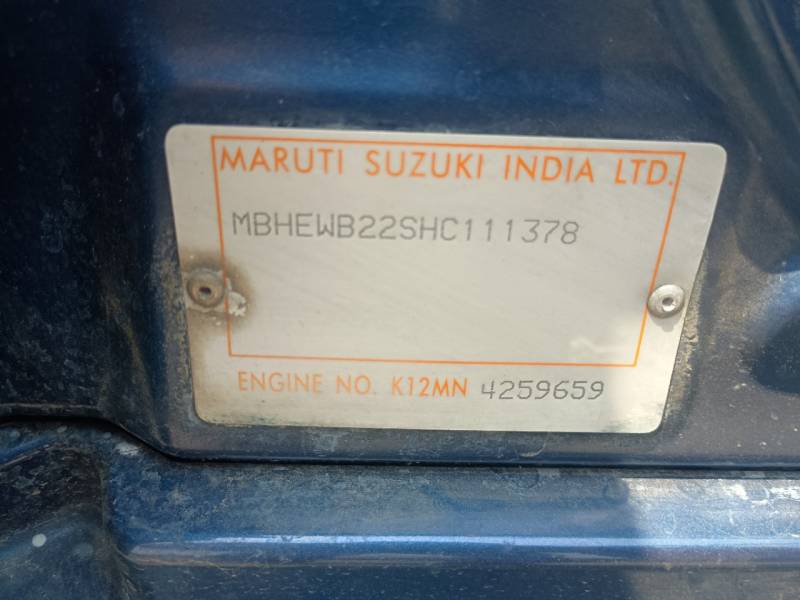 MARUTI SUZUKI INDIA LTD.
MBHEWB22SHC111378
ENGINE NO. K12MN 4259659